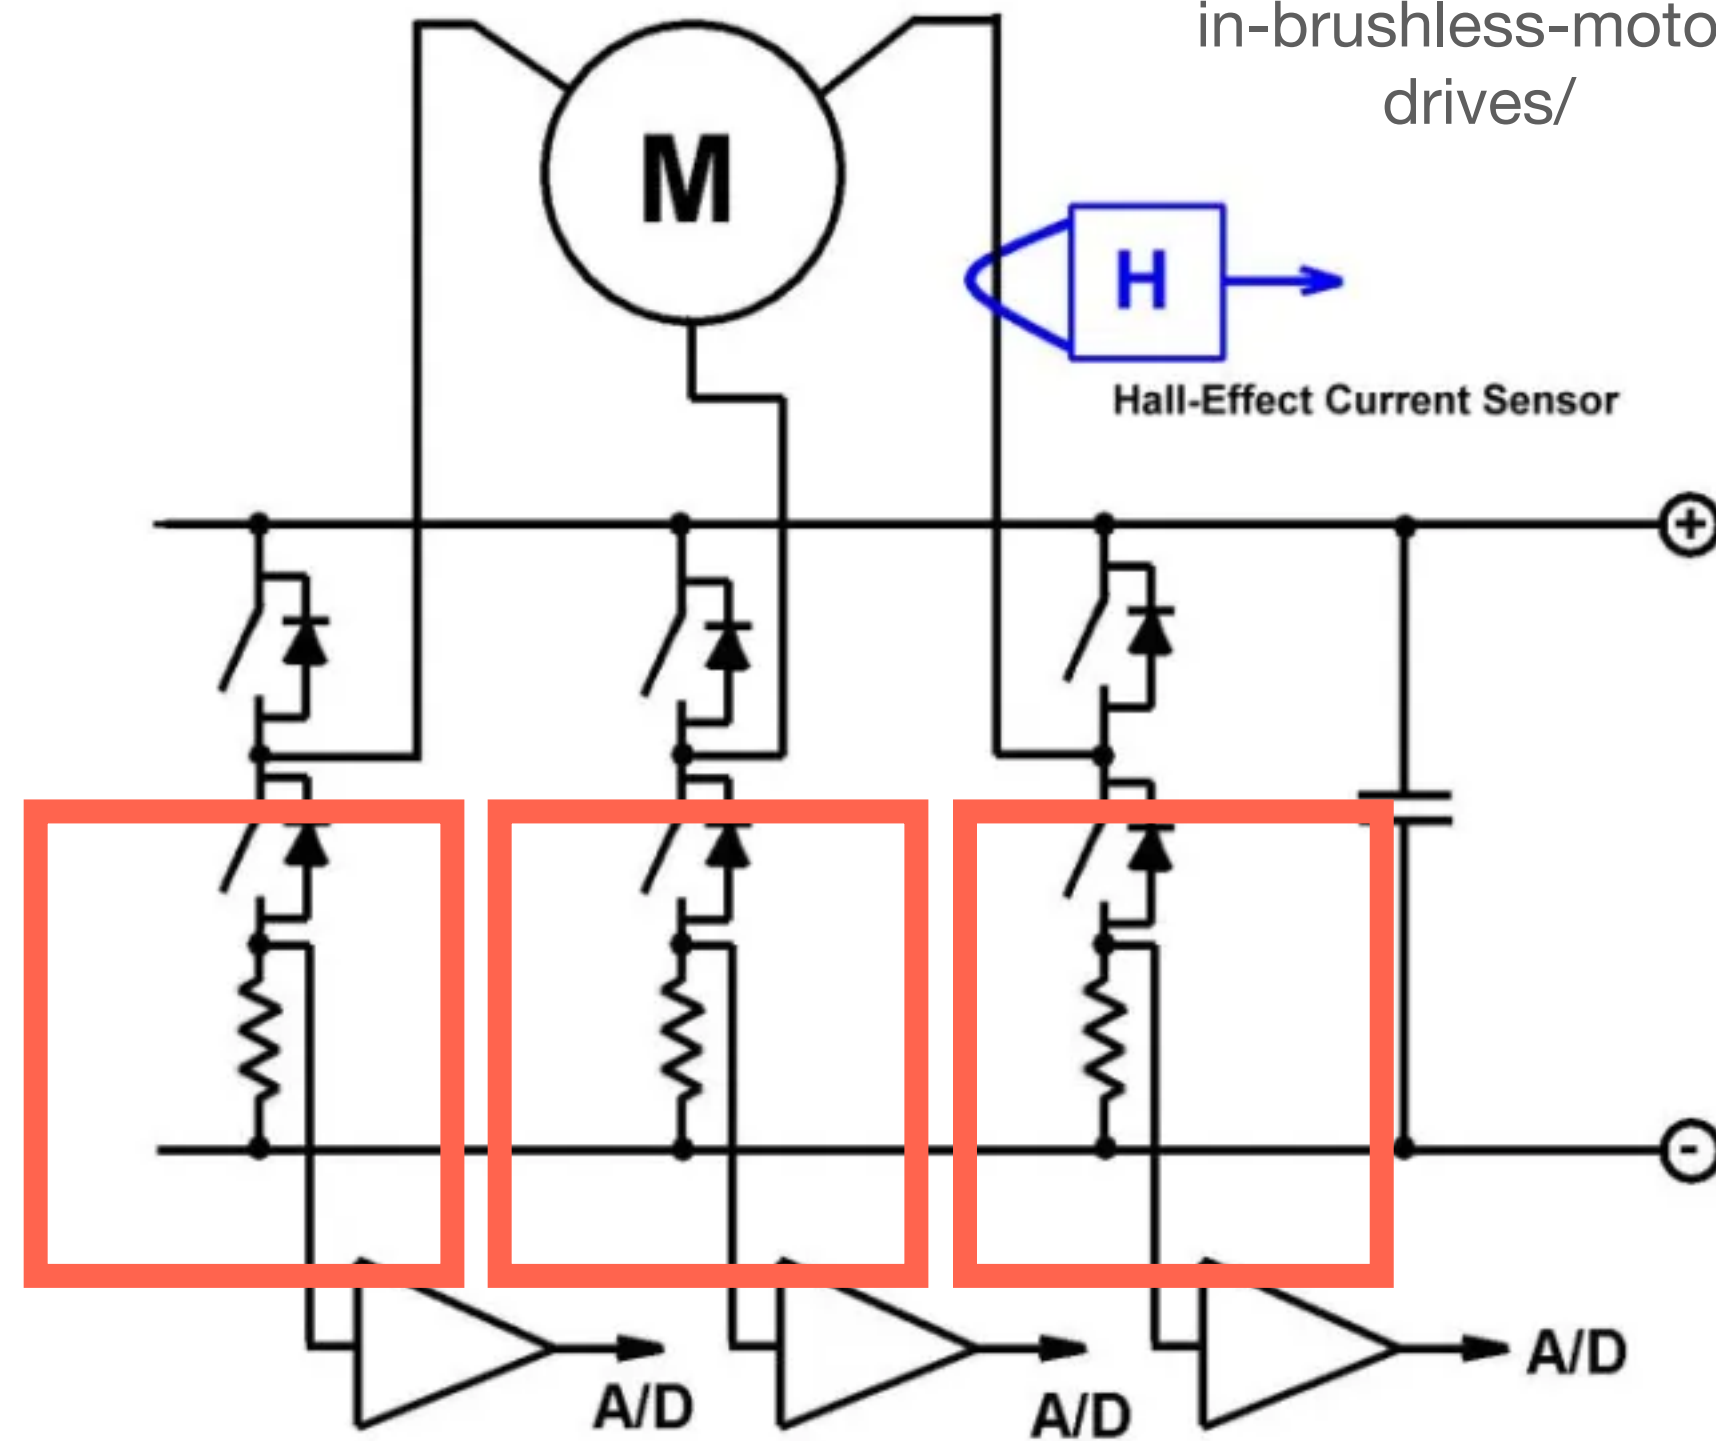 in-brushless-moto
drives/
M
H
Hall-Effect Current Sensor
+
-
A/D
A/D
A/D